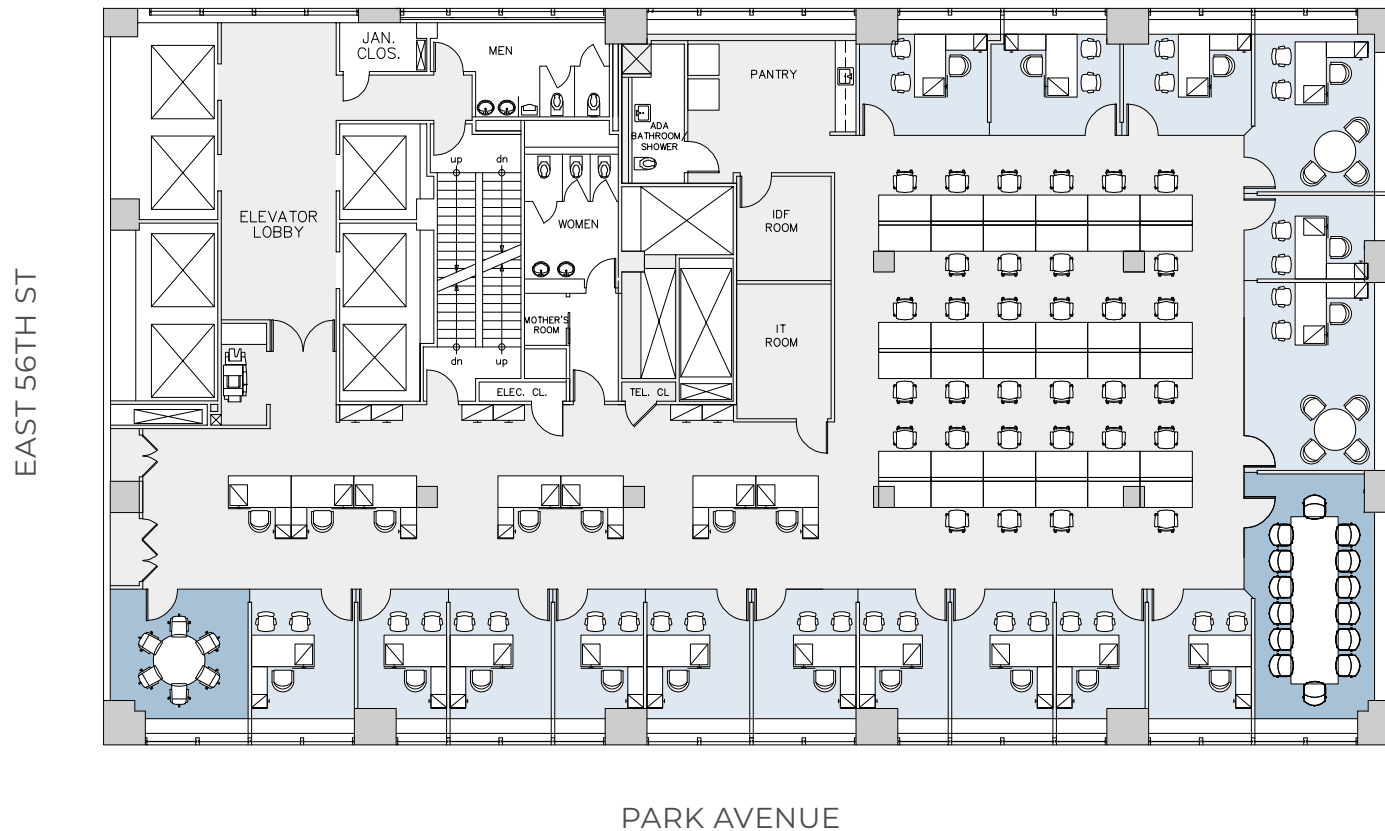 JAN.
CLOS.
MEN
PANTRY
ADA
BATHROOM/
SHOWER
up
dn
ELEVATOR
LOBBY
WOMEN
IDF
ROOM
MOTHER'S
ROOM
IT
ROOM
dn
up
ELEC. CL.
TEL. CL
EAST 56TH ST
PARK AVENUE